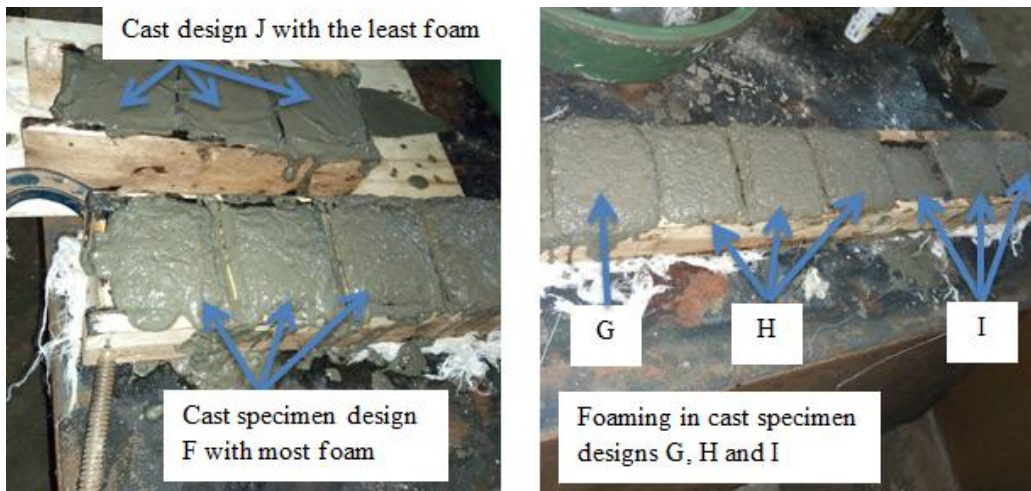 Cast design J with the least foam
Cast specimen design
F with most foam
G
H
I
Foaming in cast specimen
designs G, H and I